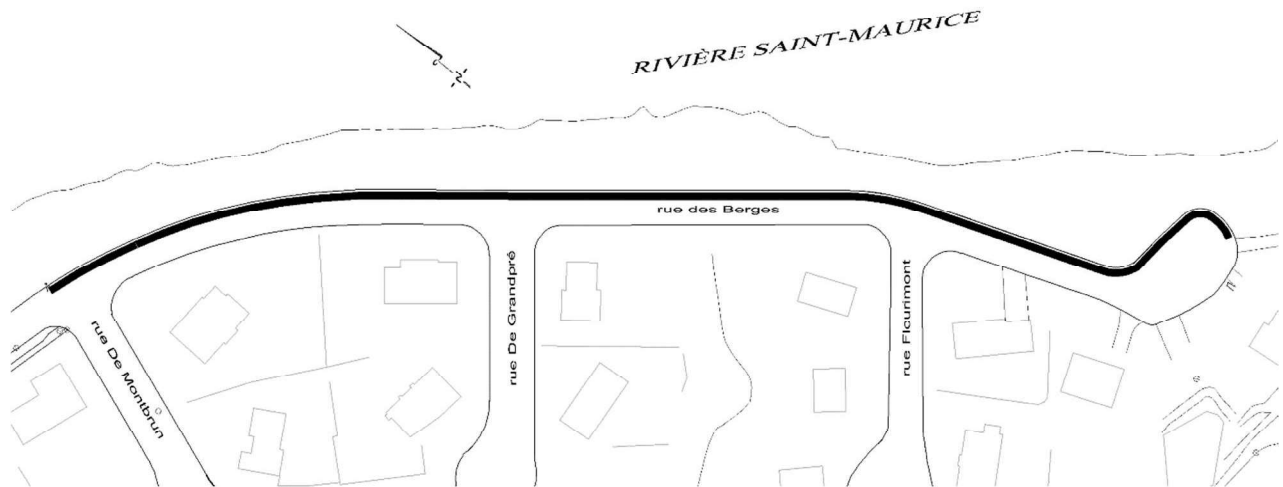 RIVIÈRE SAINT-MAURICE
rue des Berges
rue De Montbrun
rue De Grandpré
rue Fleurimont